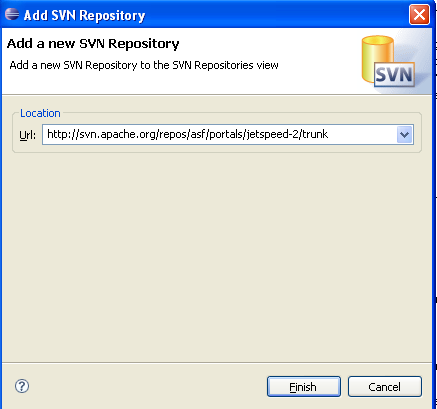 Add SVN Repository
Add a new SVN Repository
Add a new SVN Repository to the SVN Repositories view
SVN
Location
Url: http://svn.apache.org/repos/asf/portals/jetspeed-2/trunk
?
Finish Cancel